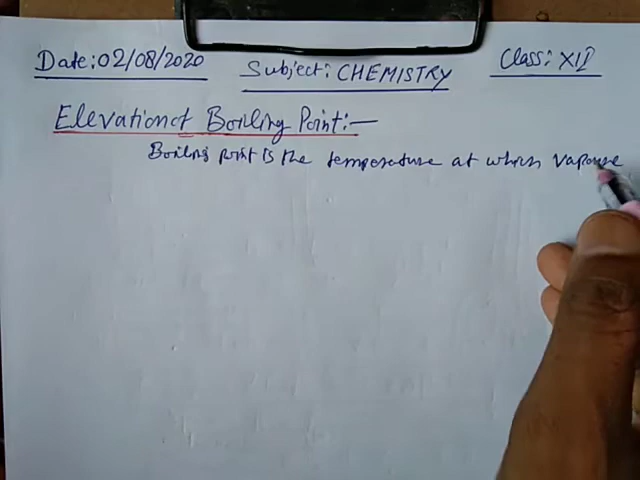 Date: 02/08/2020 Subject: CHEMISTRY Class: XII
Elevation of Boiling Point:—
Boiling point is the temperature at which vapouse